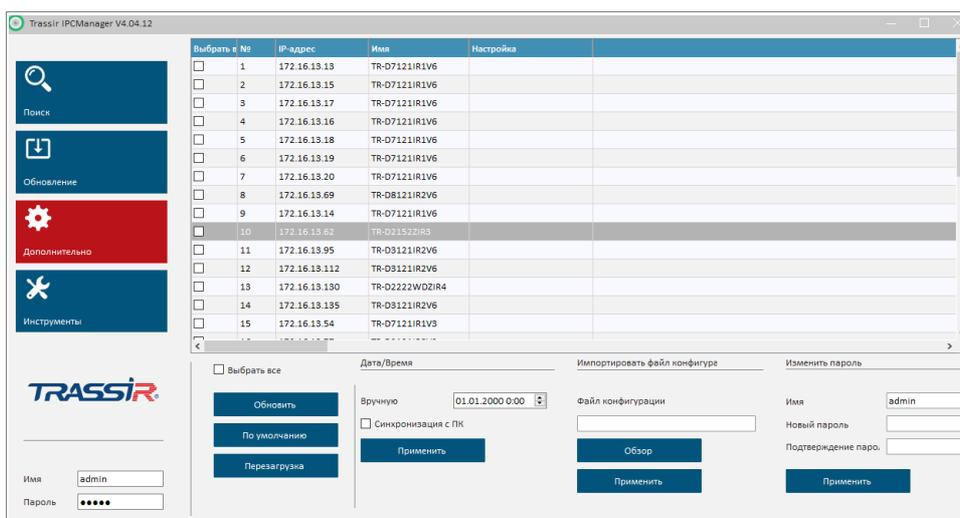 Trassir IPCManager V4.04.12
Поиск
Обновление
Дополнительно
Инструменты
TRASSIR
Имя admin
Пароль •••••
Выбрать в № IP-адрес Имя Настройка
1 172.16.13.13 TR-D7121IR1V6
2 172.16.13.15 TR-D7121IR1V6
3 172.16.13.17 TR-D7121IR1V6
4 172.16.13.16 TR-D7121IR1V6
5 172.16.13.18 TR-D7121IR1V6
6 172.16.13.19 TR-D7121IR1V6
7 172.16.13.20 TR-D7121IR1V6
8 172.16.13.69 TR-D8121IR2V6
9 172.16.13.14 TR-D7121IR1V6
10 172.16.13.62 TR-D2152ZIR3
11 172.16.13.95 TR-D3121IR2V6
12 172.16.13.112 TR-D3121IR2V6
13 172.16.13.130 TR-D2222WDZIR4
14 172.16.13.135 TR-D3121IR2V6
15 172.16.13.54 TR-D7121IR1V3
Выбрать все
Обновить
По умолчанию
Перезагрузка
Дата/Время
Вручную 01.01.2000 0:00
Синхронизация с ПК
Применить
Импортировать файл конфигура
Файл конфигурации
Обзор
Применить
Изменить пароль
Имя admin
Новый пароль
Подтверждение паро.
Применить